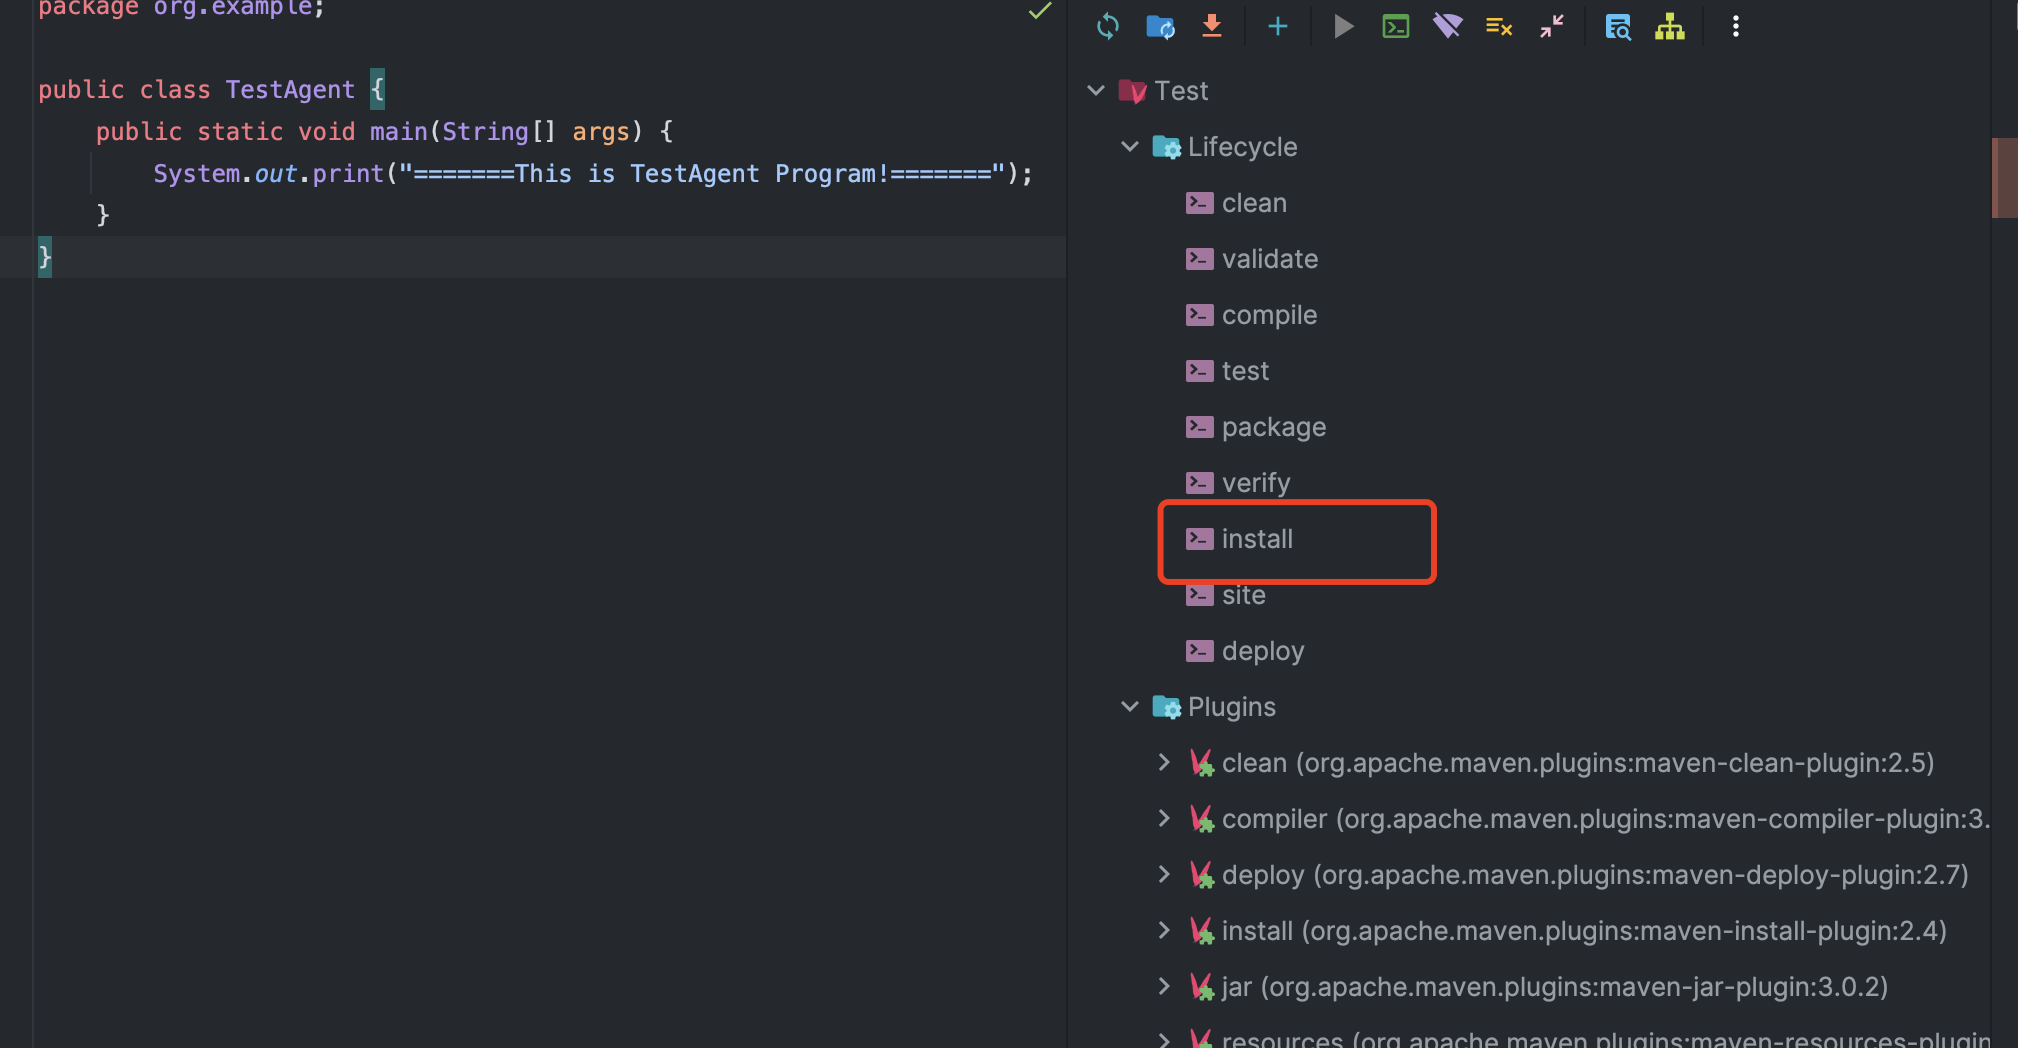 package org.example;
public class TestAgent {
public static void main(String[] args) {
System.out.print("=======This is TestAgent Program!=======");
}
}
Test
Lifecycle
clean
validate
compile
test
package
verify
install
site
deploy
Plugins
clean (org.apache.maven.plugins:maven-clean-plugin:2.5)
compiler (org.apache.maven.plugins:maven-compiler-plugin:3.
deploy (org.apache.maven.plugins:maven-deploy-plugin:2.7)
install (org.apache.maven.plugins:maven-install-plugin:2.4)
jar (org.apache.maven.plugins:maven-jar-plugin:3.0.2)
resources (org.apache.maven.plugins:maven-resources-plugin